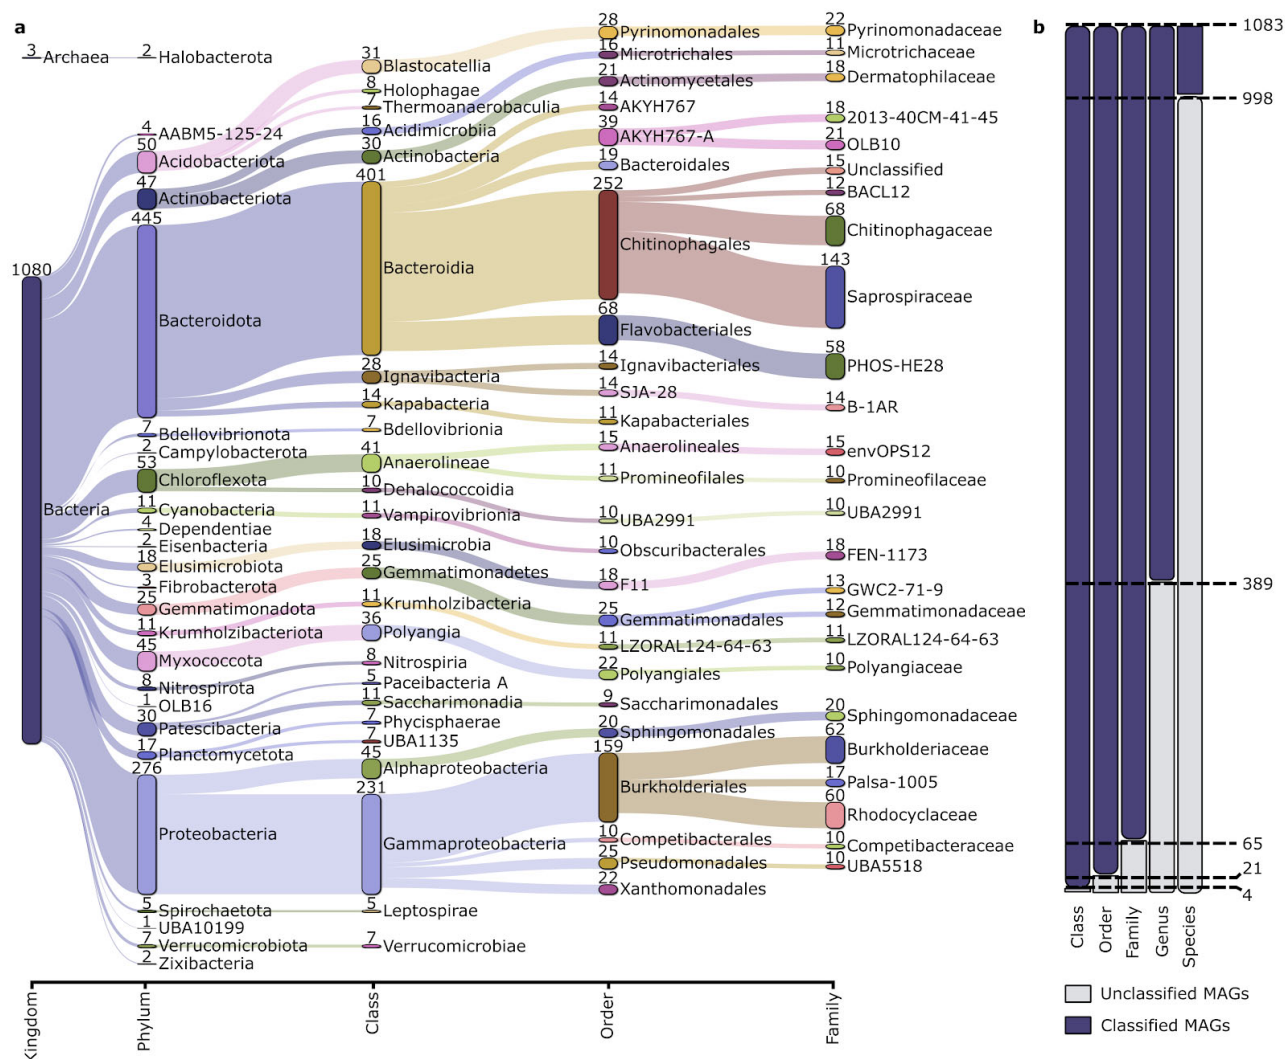 a
3 Archaea
1080
Bacteria
2 Halobacterota
4 AABM5-125-24
50 Acidobacteriota
47 Actinobacteriota
445 Bacteroidota
7 Bdellovibrionota
2 Campylobacterota
53 Chloroflexota
11 Cyanobacteria
4 Dependentiae
2 Eisenbacteria
18 Elusimicrobiota
3 Fibrobacterota
25 Gemmatimonadota
11 Krumholzibacteriota
45 Myxococcota
8 Nitrospirota
1 OLB16
30 Patescibacteria
17 Planctomycetota
276 Proteobacteria
5 Spirochaetota
1 UBA10199
7 Verrucomicrobiota
2 Zixibacteria
31 Blastocatellia
8 Holophagae
7 Thermoanaerobaculia
16 Acidimicrobiia
30 Actinobacteria
401 Bacteroidia
28 Ignavibacteria
14 Kapabacteria
7 Bdellovibrionia
41 Anaerolineae
10 Dehalococcoidia
11 Vampirovibrionia
18 Elusimicrobia
25 Gemmatimonadetes
11 Krumholzibacteria
36 Polyangia
8 Nitrospiria
5 Paceibacteria A
11 Saccharimonadia
7 Phycisphaerae
7 UBA1135
45 Alphaproteobacteria
231 Gammaproteobacteria
5 Leptospirae
7 Verrucomicrobiae
28 Pyrinomonadales
16 Microtrichales
21 Actinomycetales
14 AKYH767
39 AKYH767-A
19 Bacteroidales
252 Chitinophagales
68 Flavobacteriales
14 Ignavibacteriales
14 SJA-28
11 Kapabacteriales
15 Anaerolineales
11 Promineofilales
10 UBA2991
10 Obscuribacterales
18 F11
25 Gemmatimonadales
11 LZORAL124-64-63
22 Polyangiales
9 Saccharimonadales
20 Sphingomonadales
159 Burkholderiales
10 Competibacterales
25 Pseudomonadales
22 Xanthomonadales
22 Pyrinomonadaceae
11 Microtrichaceae
18 Dermatophilaceae
18 2013-40CM-41-45
21 OLB10
15 Unclassified
12 BACL12
68 Chitinophagaceae
143 Saprospiraceae
58 PHOS-HE28
14 B-1AR
15 envOPS12
10 Promineofilaceae
10 UBA2991
18 FEN-1173
13 GWC2-71-9
12 Gemmatimonadaceae
11 LZORAL124-64-63
10 Polyangiaceae
20 Sphingomonadaceae
62 Burkholderiaceae
17 Palsa-1005
60 Rhodocyclaceae
10 Competibacteraceae
10 UBA5518
Kingdom
Phylum
Class
Order
Family
b
1083
998
389
65
21
4
Class
Order
Family
Genus
Species
Unclassified MAGs
Classified MAGs